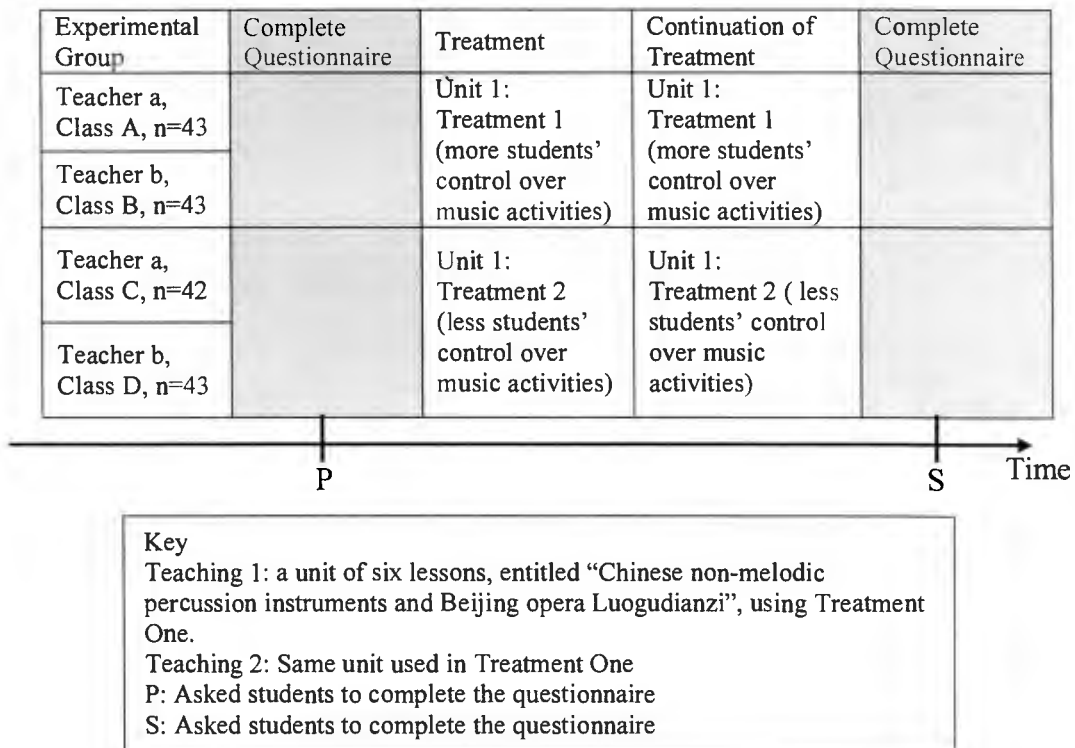 Experimental Group
Complete Questionnaire
Treatment
Continuation of Treatment
Complete Questionnaire
Teacher a,
Class A, n=43
Teacher b,
Class B, n=43
Unit 1:
Treatment 1
(more students’
control over
music activities)
Unit 1:
Treatment 1
(more students’
control over
music activities)
Teacher a,
Class C, n=42
Teacher b,
Class D, n=43
Unit 1:
Treatment 2
(less students’
control over
music activities)
Unit 1:
Treatment 2 ( less
students’ control
over music
activities)
P
S
Time
Key
Teaching 1: a unit of six lessons, entitled “Chinese non-melodic
percussion instruments and Beijing opera Luogudianzi”, using Treatment
One.
Teaching 2: Same unit used in Treatment One
P: Asked students to complete the questionnaire
S: Asked students to complete the questionnaire